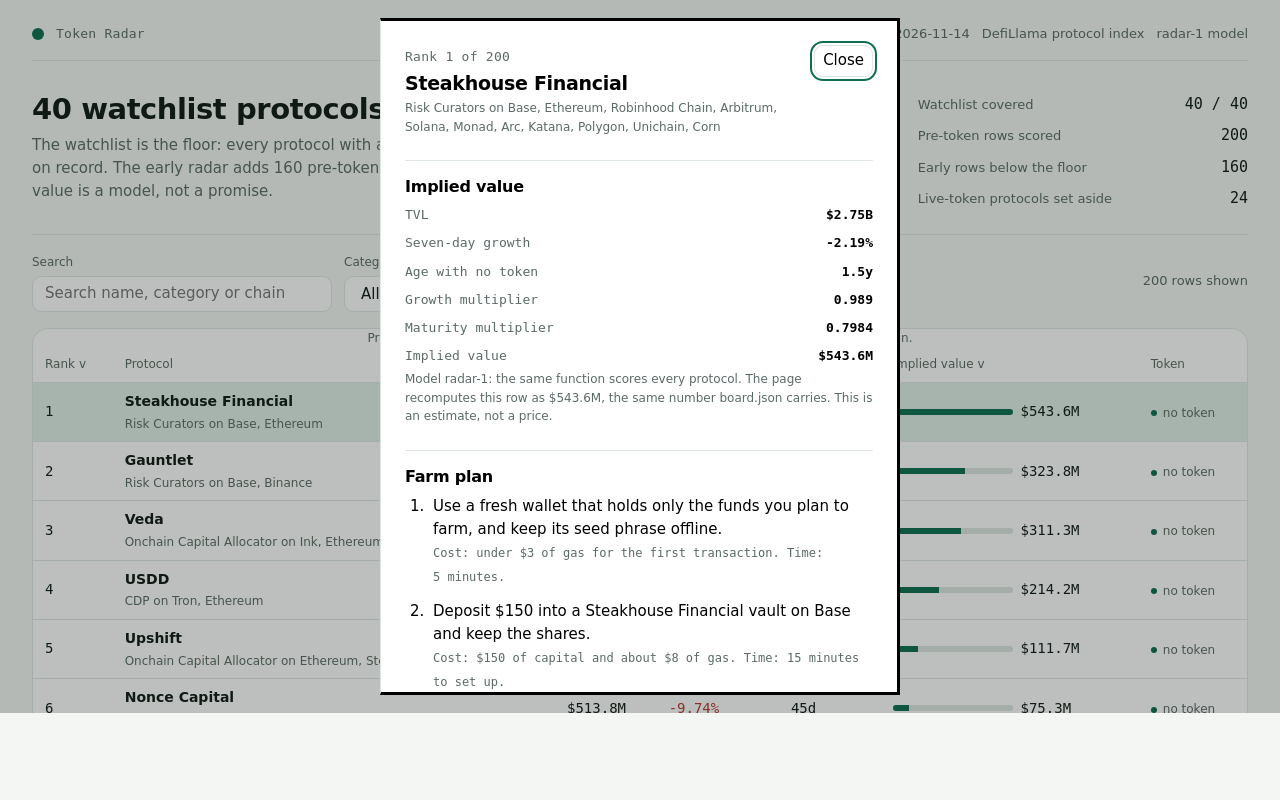 Token Radar
2026-11-14 DefiLlama protocol index radar-1 model
40 watchlist protocols
The watchlist is the floor: every protocol with a
on record. The early radar adds 160 pre-token
value is a model, not a promise.
Watchlist covered 40 / 40
Pre-token rows scored 200
Early rows below the floor 160
Live-token protocols set aside 24
Search
Search name, category or chain
Categ
All
200 rows shown
Pr
n.
Rank v Protocol
mplied value v Token
1 Steakhouse Financial
Risk Curators on Base, Ethereum
$543.6M no token
2 Gauntlet
Risk Curators on Base, Binance
$323.8M no token
3 Veda
Onchain Capital Allocator on Ink, Ethereum
$311.3M no token
4 USDD
CDP on Tron, Ethereum
$214.2M no token
5 Upshift
Onchain Capital Allocator on Ethereum, Ste
$111.7M no token
6 Nonce Capital
$513.8M -9.74% 45d $75.3M no token
Rank 1 of 200
Close
Steakhouse Financial
Risk Curators on Base, Ethereum, Robinhood Chain, Arbitrum,
Solana, Monad, Arc, Katana, Polygon, Unichain, Corn
Implied value
TVL $2.75B
Seven-day growth -2.19%
Age with no token 1.5y
Growth multiplier 0.989
Maturity multiplier 0.7984
Implied value $543.6M
Model radar-1: the same function scores every protocol. The page
recomputes this row as $543.6M, the same number board.json carries. This is
an estimate, not a price.
Farm plan
1. Use a fresh wallet that holds only the funds you plan to
farm, and keep its seed phrase offline.
Cost: under $3 of gas for the first transaction. Time:
5 minutes.
2. Deposit $150 into a Steakhouse Financial vault on Base
and keep the shares.
Cost: $150 of capital and about $8 of gas. Time: 15 minutes
to set up.